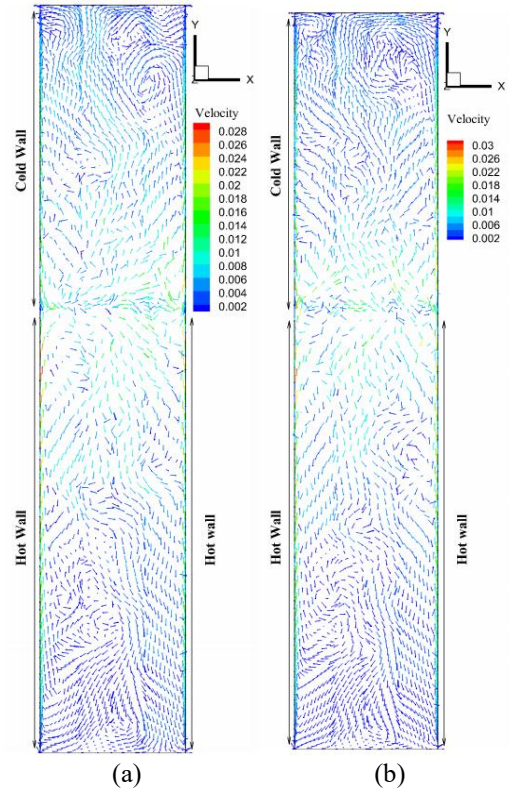 Y
X
Z
Velocity
0.028
0.026
0.024
0.022
0.02
0.018
0.016
0.014
0.012
0.01
0.008
0.006
0.004
0.002
Cold Wall
Hot Wall
Hot wall
(a)
Y
X
Z
Velocity
0.03
0.026
0.022
0.018
0.014
0.01
0.006
0.002
Cold Wall
Hot Wall
Hot wall
(b)